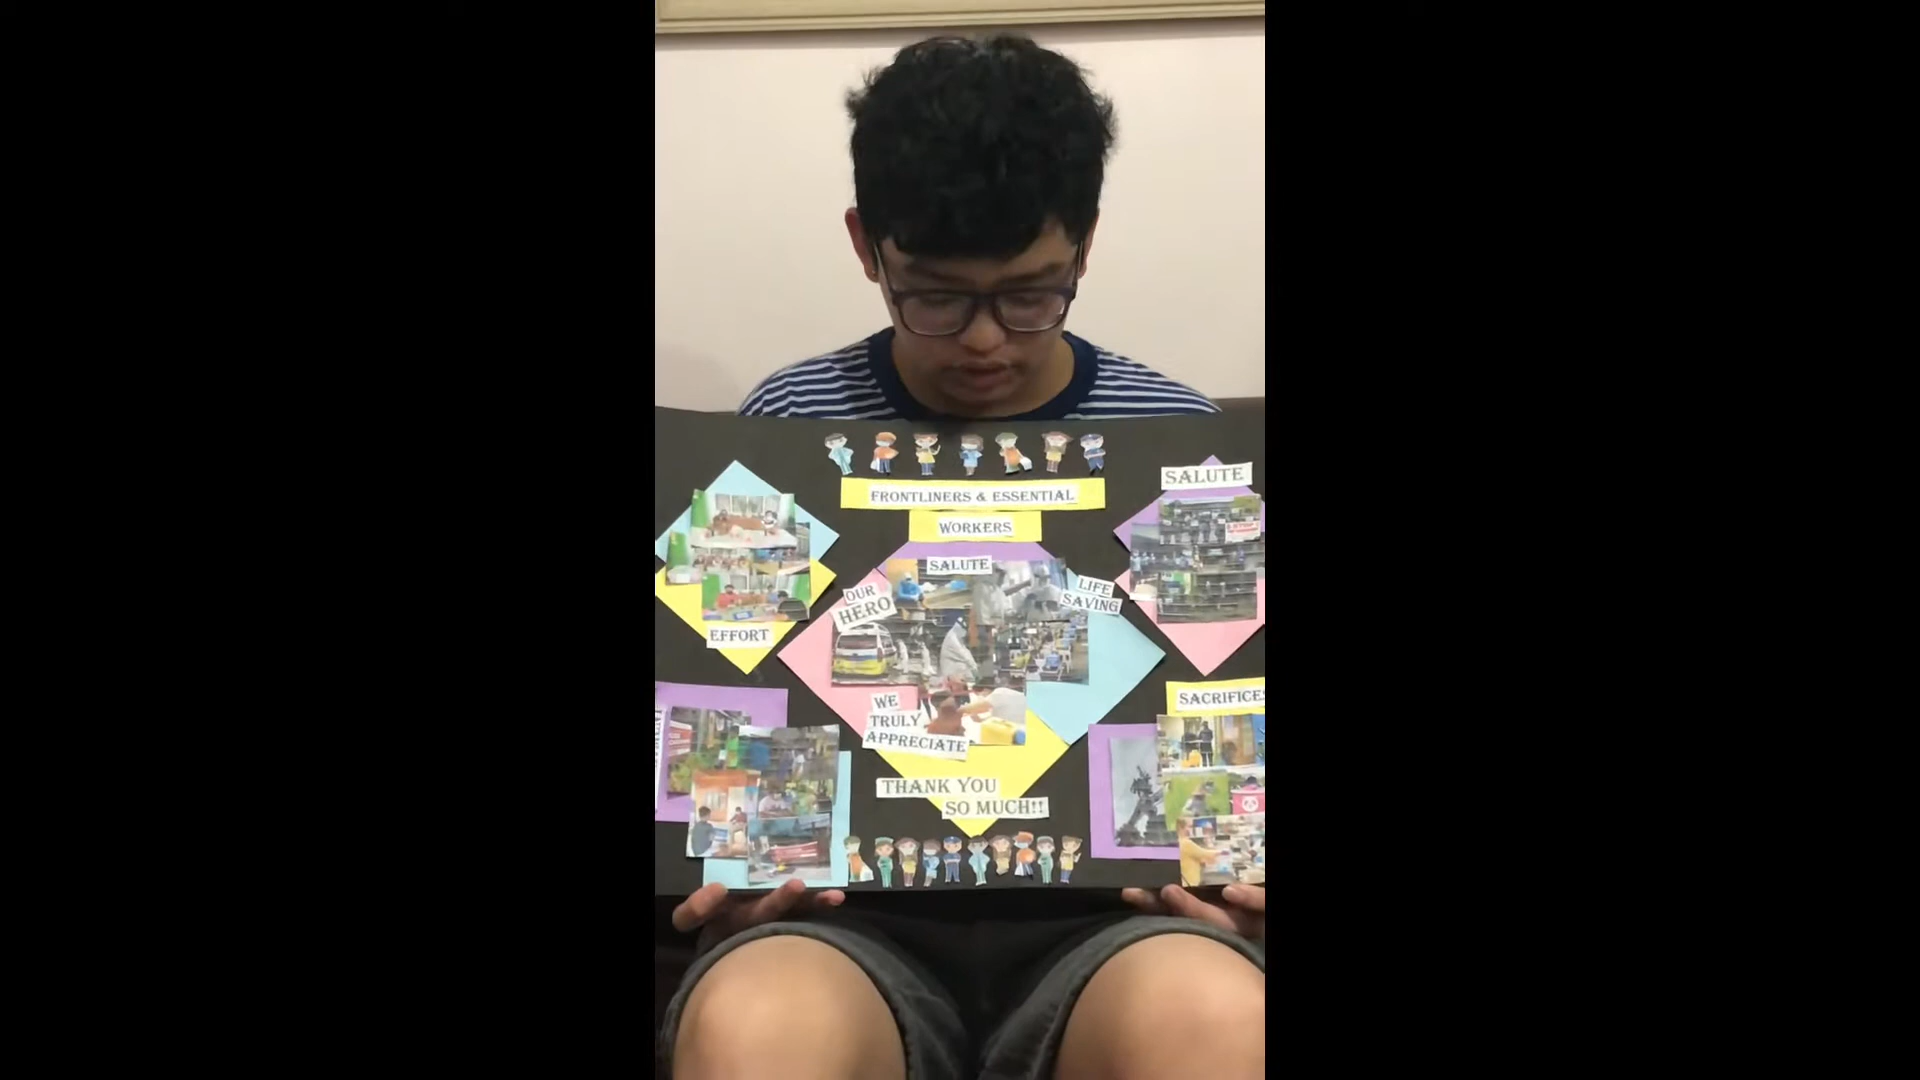 FRONTLINERS & ESSENTIAL
WORKERS
SALUTE
OUR
HERO
LIFE
SAVING
WE
TRULY
APPRECIATE
THANK YOU
SO MUCH!!
EFFORT
SALUTE
SACRIFICES